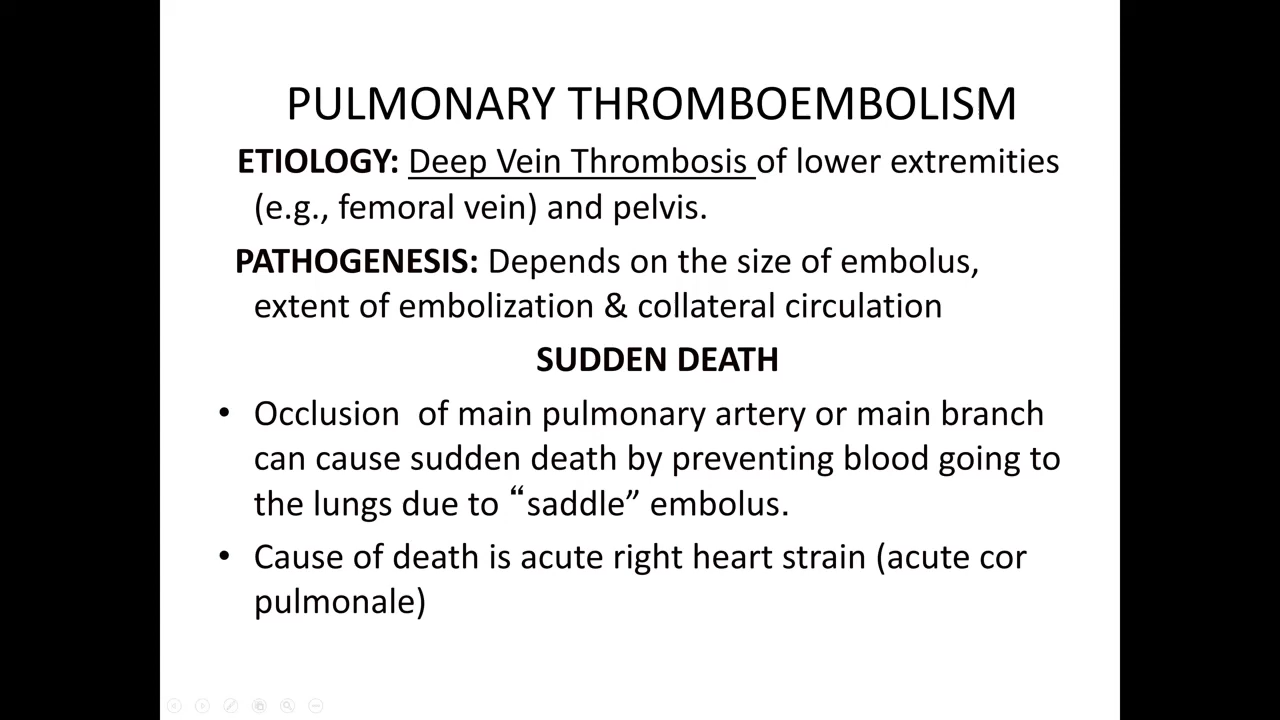 PULMONARY THROMBOEMBOLISM
ETIOLOGY: Deep Vein Thrombosis of lower extremities
(e.g., femoral vein) and pelvis.
PATHOGENESIS: Depends on the size of embolus,
extent of embolization & collateral circulation
SUDDEN DEATH
• Occlusion  of main pulmonary artery or main branch
can cause sudden death by preventing blood going to
the lungs due to “saddle” embolus.
• Cause of death is acute right heart strain (acute cor
pulmonale)